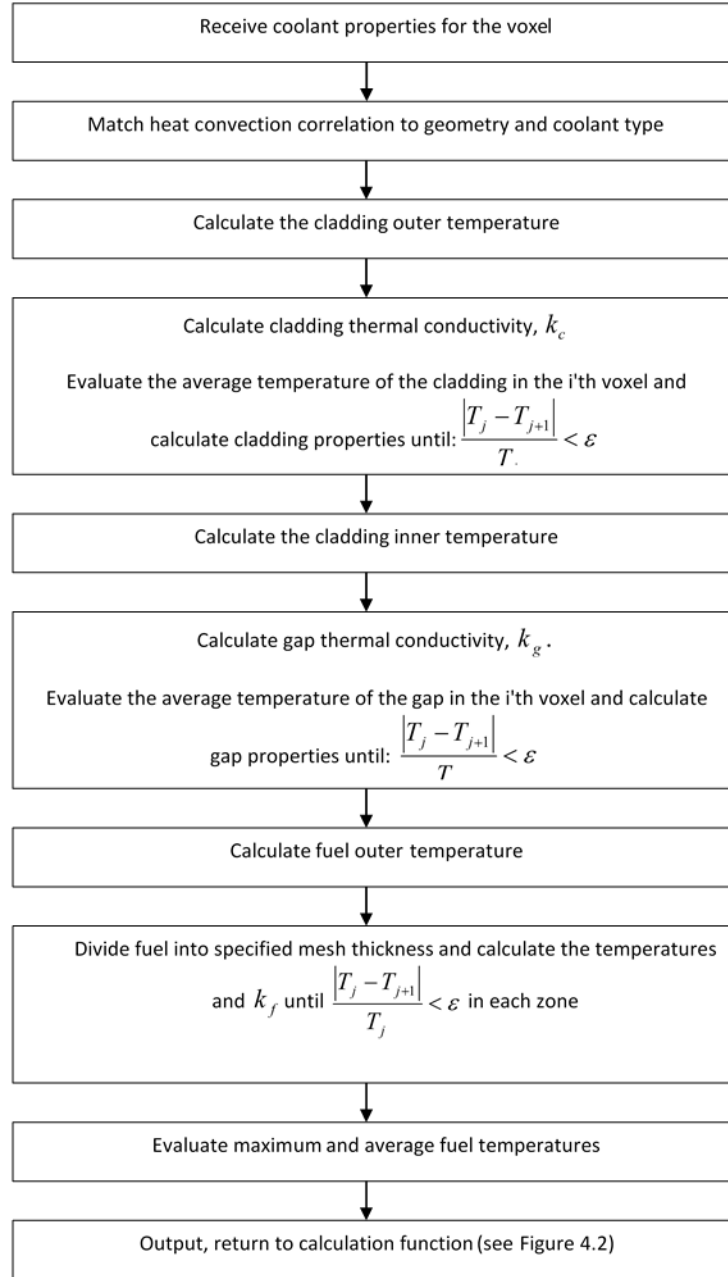 Receive coolant properties for the voxel
Match heat convection correlation to geometry and coolant type
Calculate the cladding outer temperature
Calculate cladding thermal conductivity, k_c
Evaluate the average temperature of the cladding in the i'th voxel and
calculate cladding properties until: |T_j − T_{j+1}| / T. < ε
Calculate the cladding inner temperature
Calculate gap thermal conductivity, k_g.
Evaluate the average temperature of the gap in the i'th voxel and calculate
gap properties until: |T_j − T_{j+1}| / T < ε
Calculate fuel outer temperature
Divide fuel into specified mesh thickness and calculate the temperatures
and k_f until |T_j − T_{j+1}| / T_j < ε in each zone
Evaluate maximum and average fuel temperatures
Output, return to calculation function (see Figure 4.2)